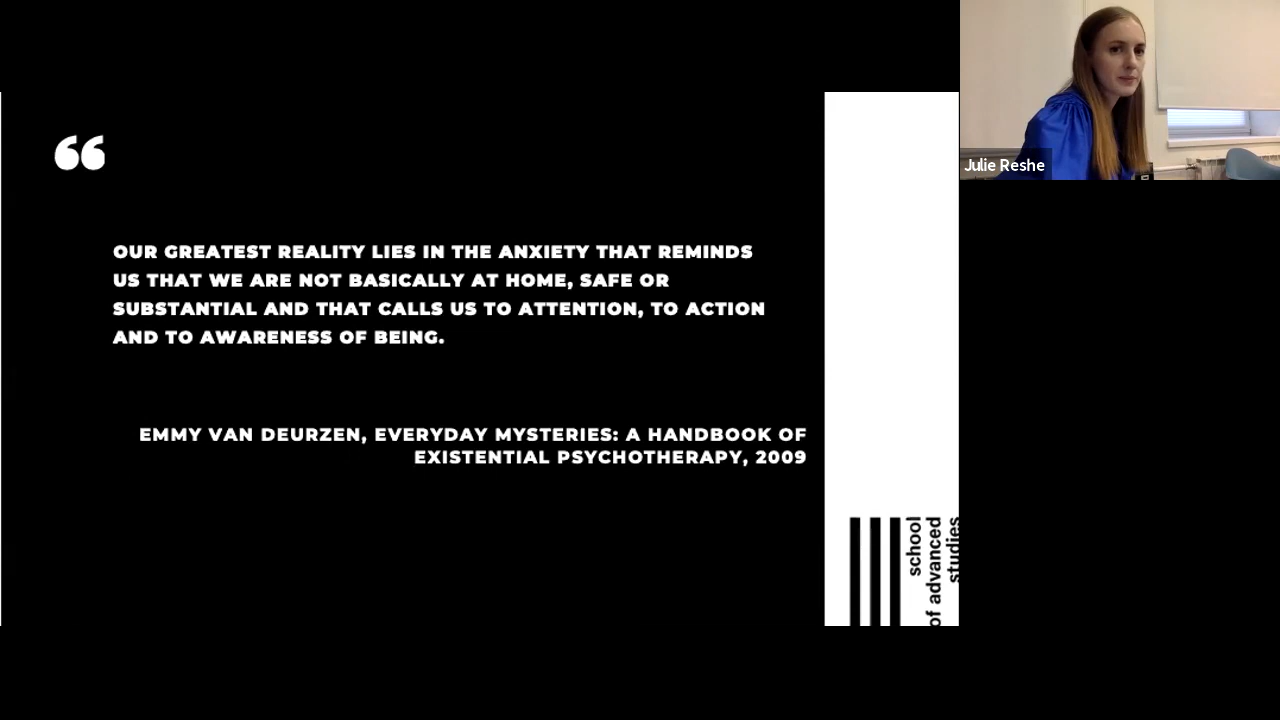 “
OUR GREATEST REALITY LIES IN THE ANXIETY THAT REMINDS
US THAT WE ARE NOT BASICALLY AT HOME, SAFE OR
SUBSTANTIAL AND THAT CALLS US TO ATTENTION, TO ACTION
AND TO AWARENESS OF BEING.
EMMY VAN DEURZEN, EVERYDAY MYSTERIES: A HANDBOOK OF
EXISTENTIAL PSYCHOTHERAPY, 2009
school
of advanced
studies
Julie Reshe